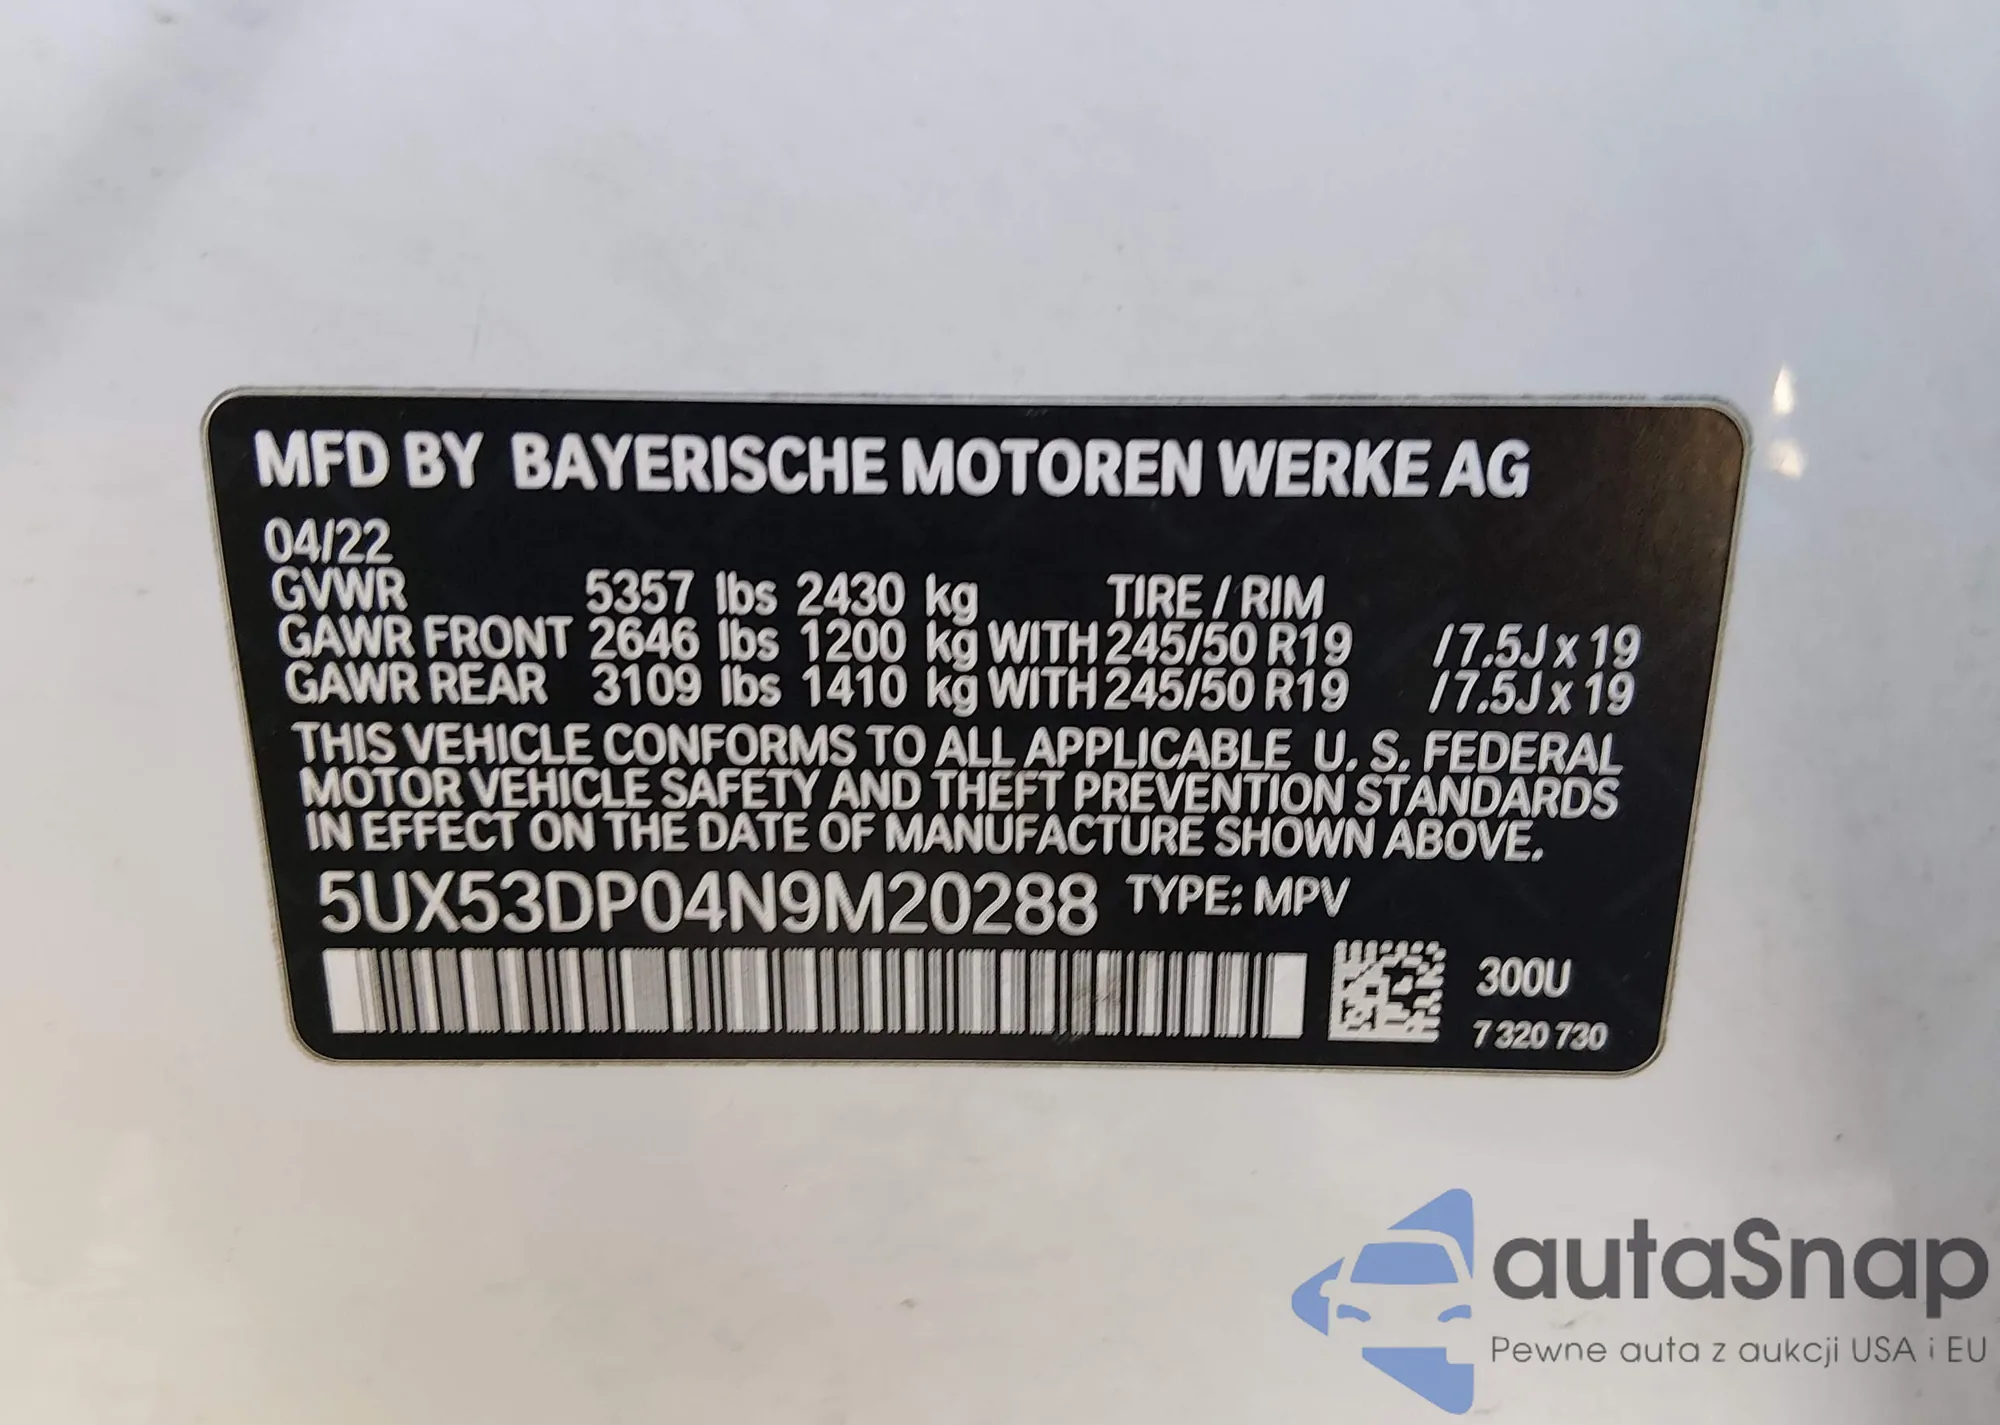 MFD BY BAYERISCHE MOTOREN WERKE AG
04/22
GVWR 5357 lbs 2430 kg TIRE / RIM
GAWR FRONT 2646 lbs 1200 kg WITH 245/50 R19 / 7.5J x 19
GAWR REAR 3109 lbs 1410 kg WITH 245/50 R19 / 7.5J x 19
THIS VEHICLE CONFORMS TO ALL APPLICABLE U. S. FEDERAL
MOTOR VEHICLE SAFETY AND THEFT PREVENTION STANDARDS
IN EFFECT ON THE DATE OF MANUFACTURE SHOWN ABOVE.
5UX53DP04N9M20288 TYPE: MPV
300U
7 320 730
autaSnap
Pewne auta z aukcji USA i EU